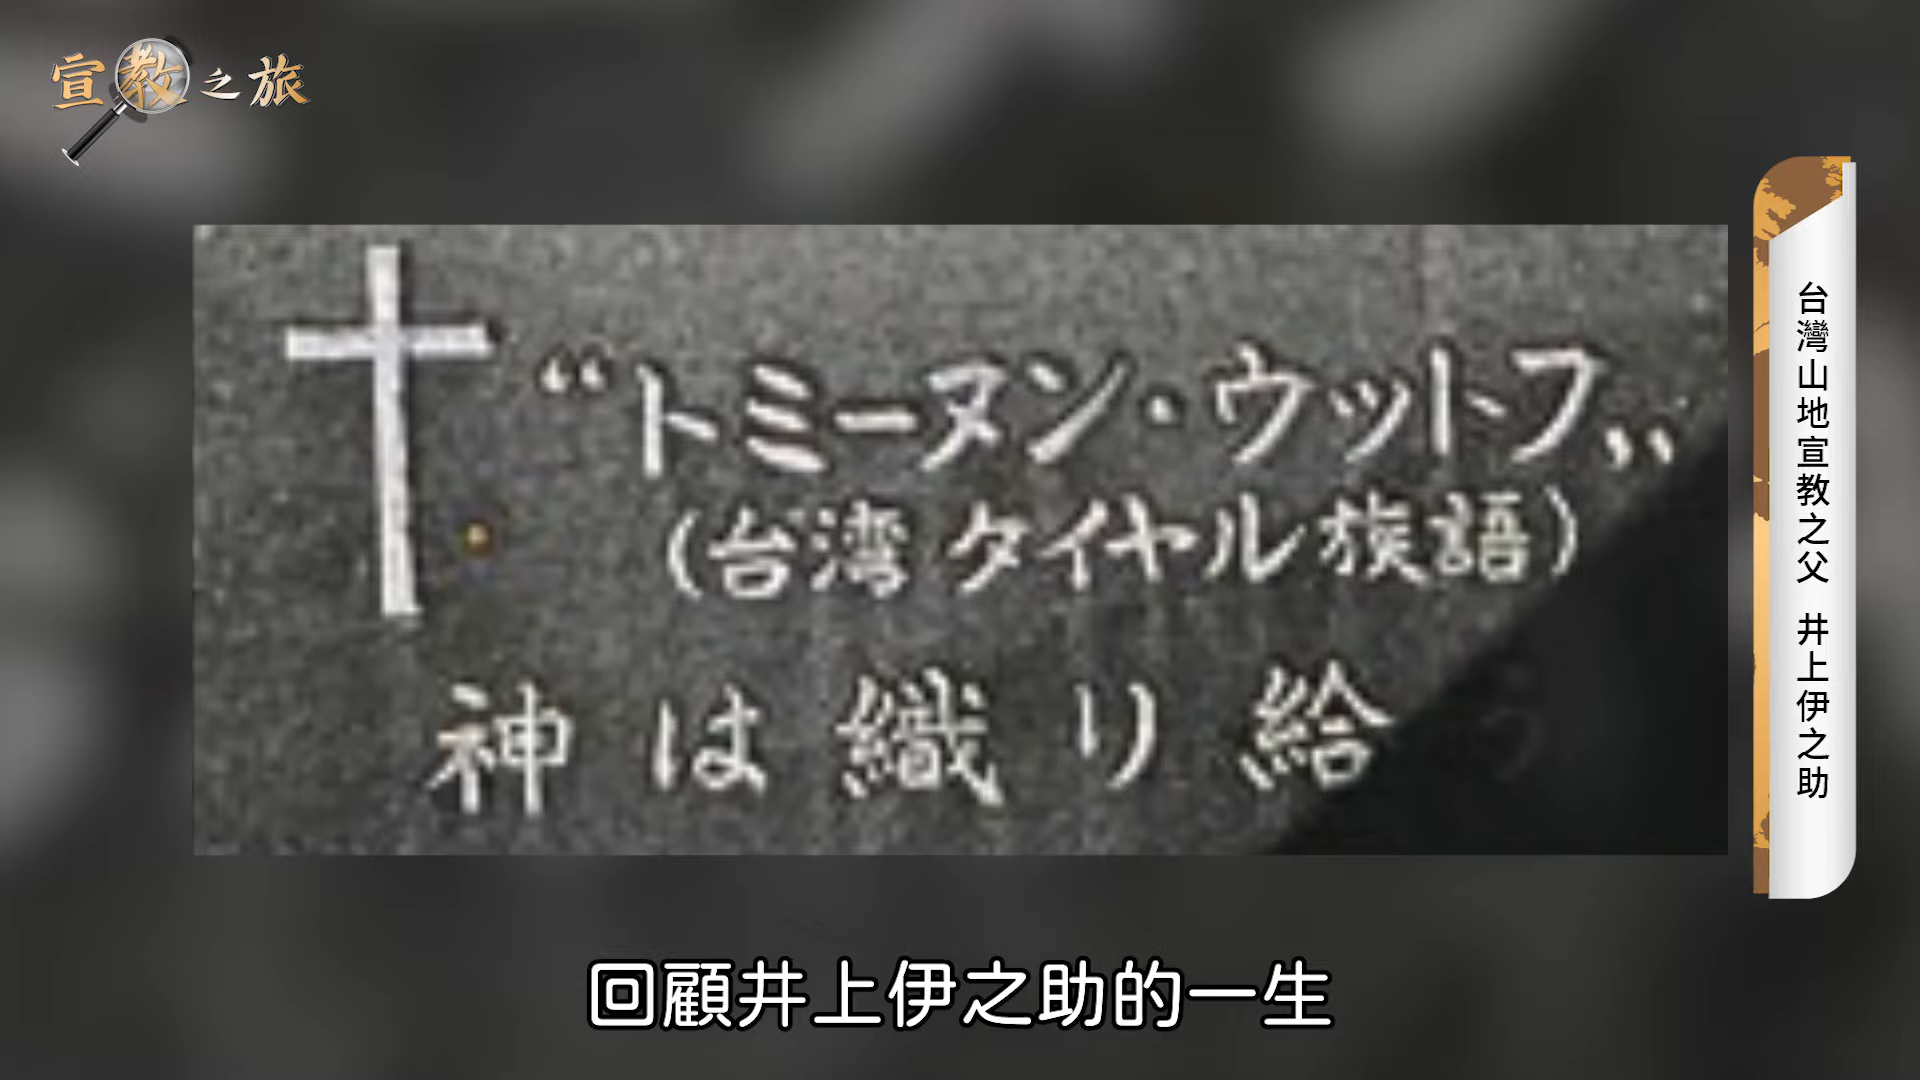 宣教之旅
“トミーヌン・ウットフ„
(台湾タイヤル族語)
神は織り給
台灣山地宣教之父 井上伊之助
回顧井上伊之助的一生